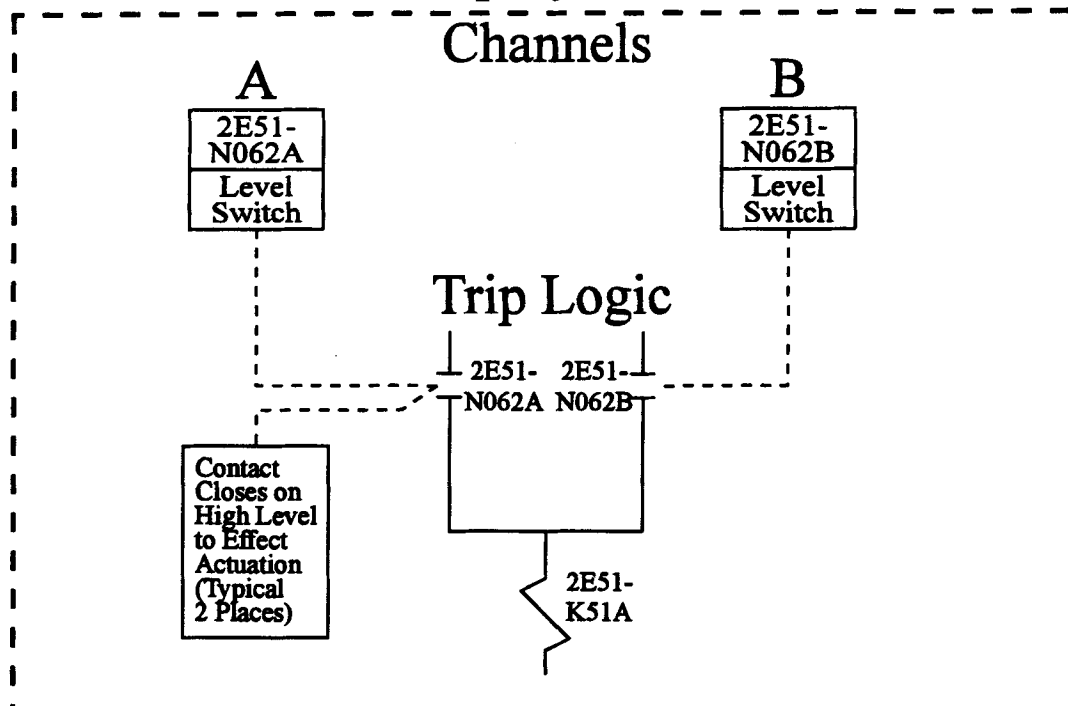 Channels
A
B
2E51-
N062A
Level
Switch
2E51-
N062B
Level
Switch
Trip Logic
2E51-
N062A
2E51-
N062B
Contact
Closes on
High Level
to Effect
Actuation
(Typical
2 Places)
2E51-
K51A